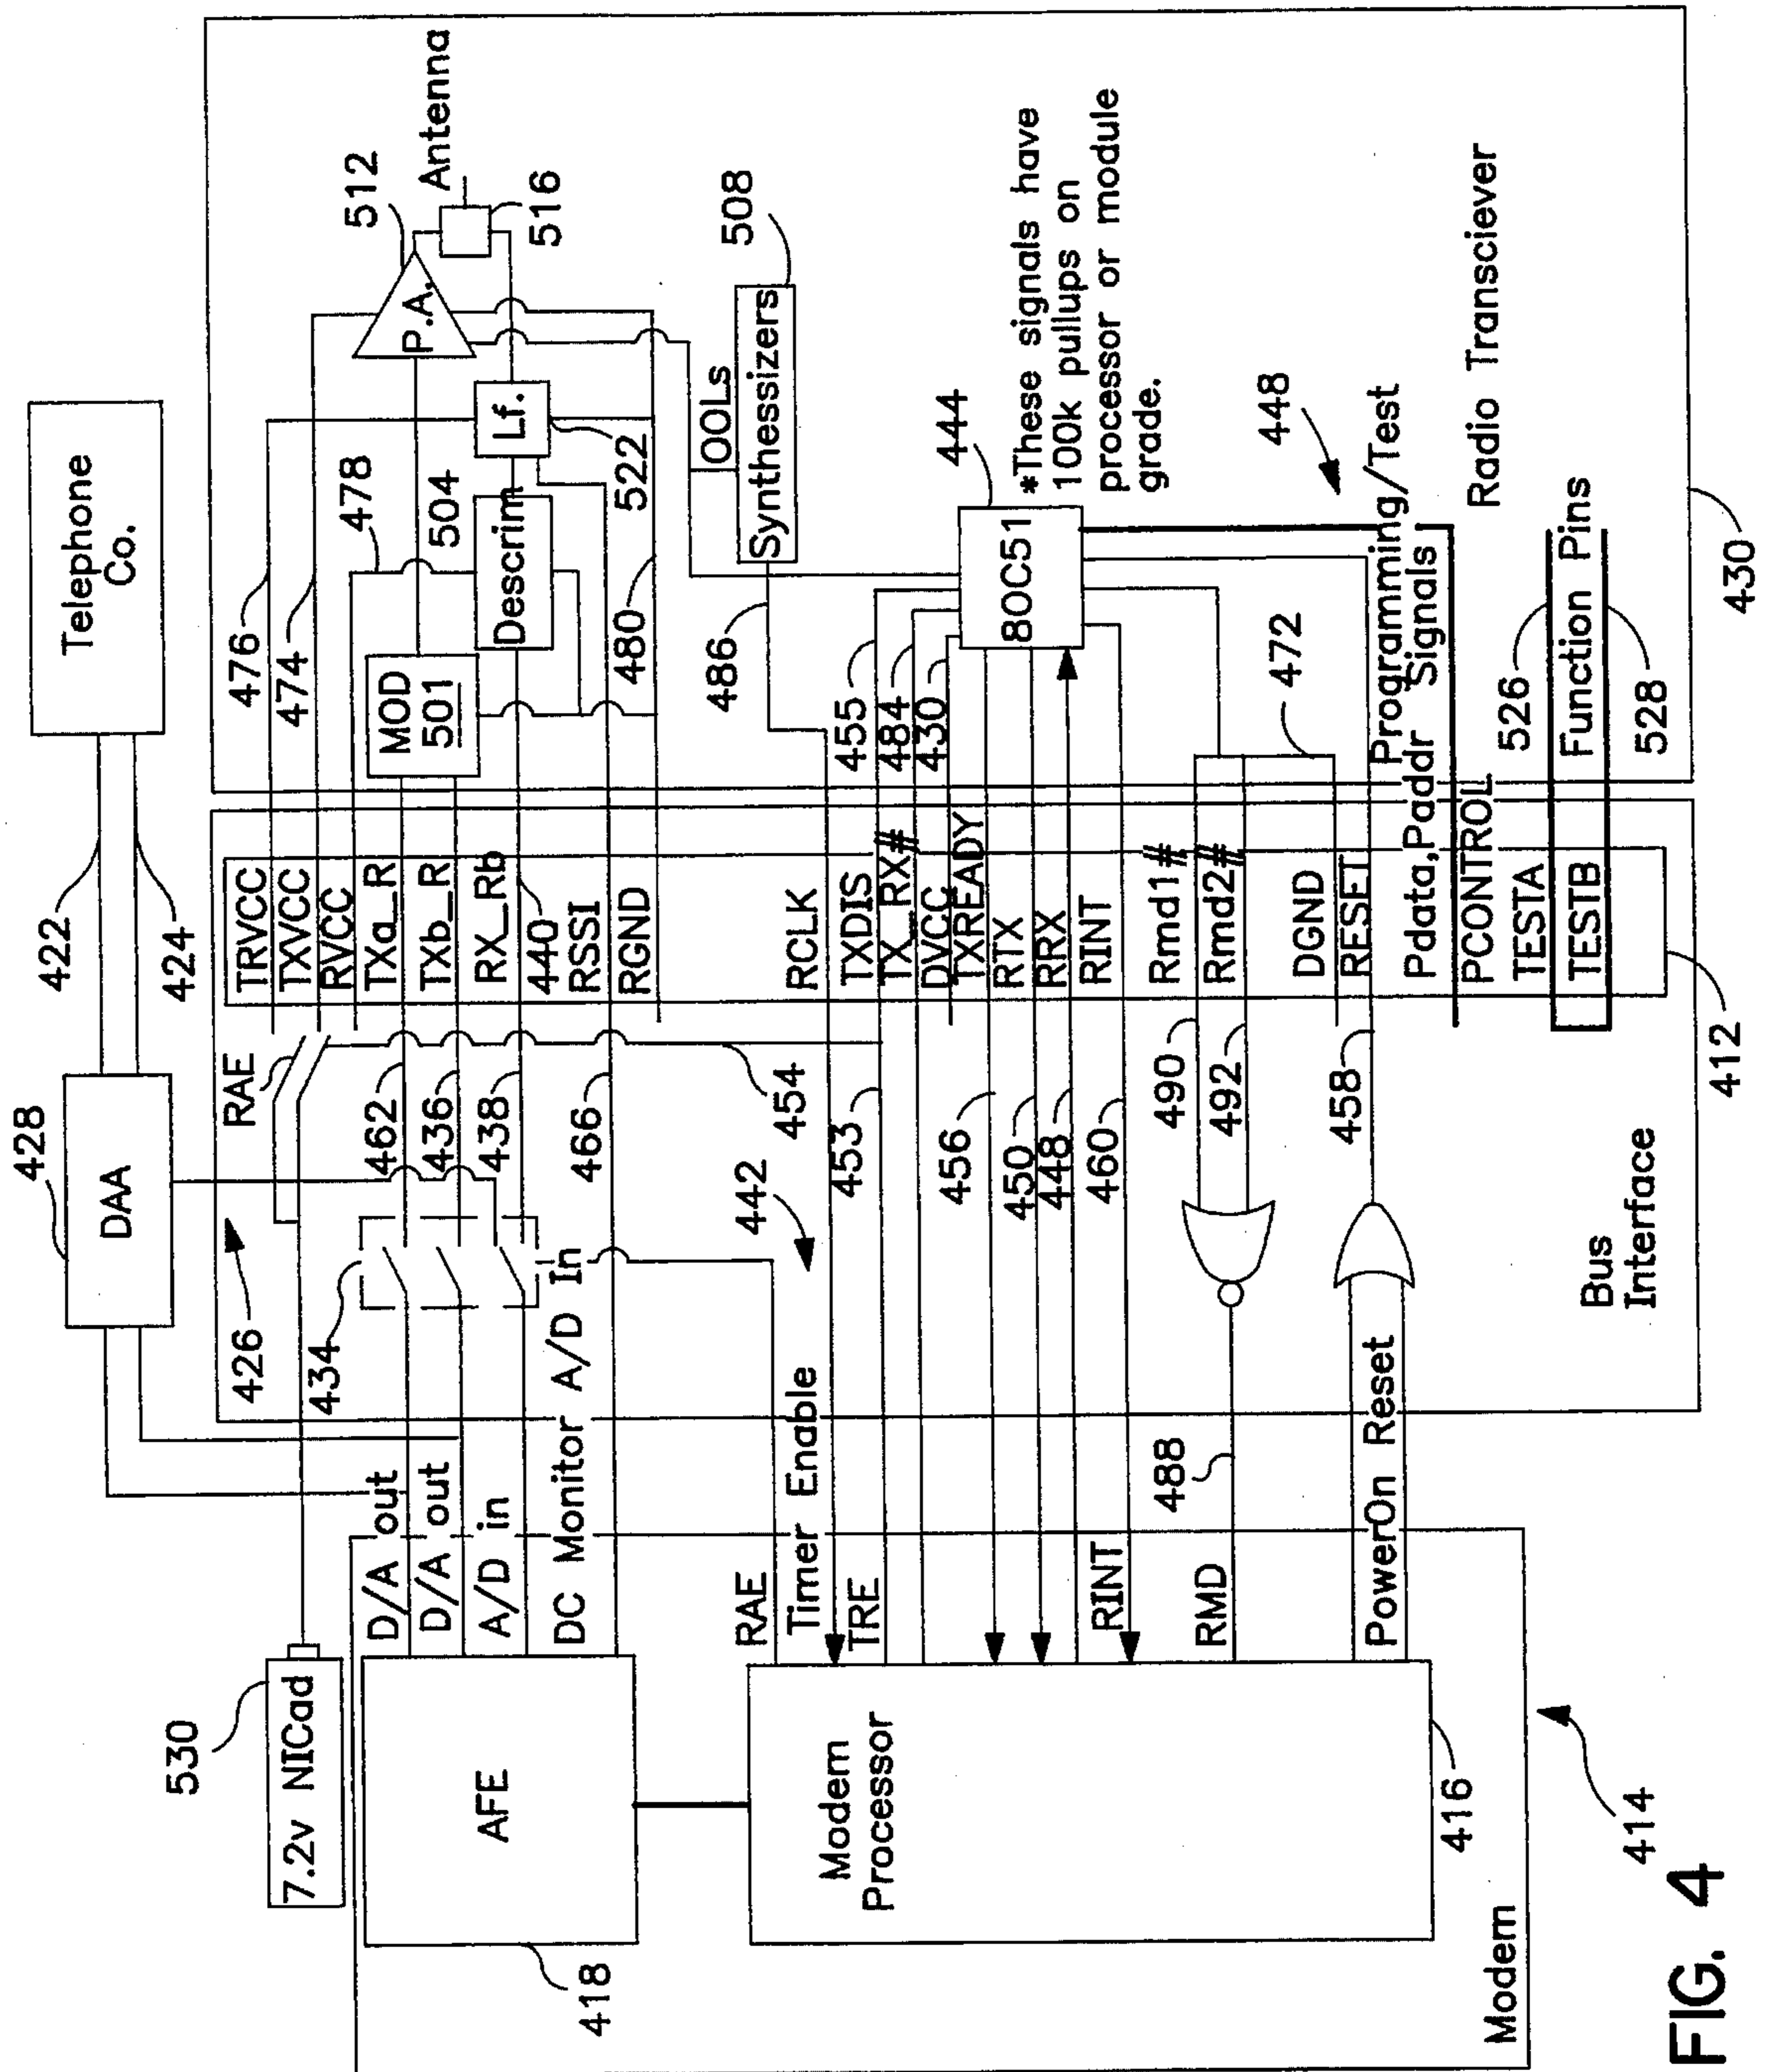 Telephone
Co.
422
424
428
DAA
426
530
7.2v NICad
RAE
434
TRVCC
TXVCC
RVCC
TXa_R
TXb_R
RX_Rb
440
RSSI
RGND
476
474
478
MOD
501
504
Descrim
Lf.
522
522
480
P.A.
512
Antenna
516
OOLs
Synthessizers
508
486
462
436
438
466
454
D/A out
D/A out
A/D in
DC Monitor A/D In
AFE
418
442
RAE
Timer Enable
TRE
453
RCLK
TXDIS
TX_RX#
DVCC
TXREADY
RTX
RRX
RINT
455
484
430
80C51
444
*These signals have
100k pullups on
processor or module
grade.
456
450
448
460
RINT
Rmd1#
Rmd2#
DGND
RESET
490
492
472
458
488
RMD
PowerOn Reset
Modem
Processor
416
448
Programming/Test
Pdata,Paddr Signals
PCONTROL
TESTA
TESTB
526
Function Pins
528
Radio Transciever
430
412
Bus
Interface
Modem
414
FIG. 4